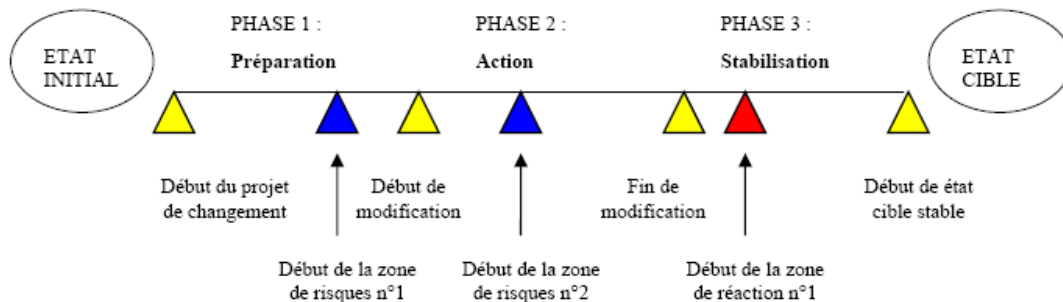 ETAT
INITIAL
PHASE 1 :
Préparation
PHASE 2 :
Action
PHASE 3 :
Stabilisation
ETAT
CIBLE
Début du projet
de changement
Début de
modification
Fin de
modification
Début de état
cible stable
Début de la zone
de risques n°1
Début de la zone
de risques n°2
Début de la zone
de réaction n°1